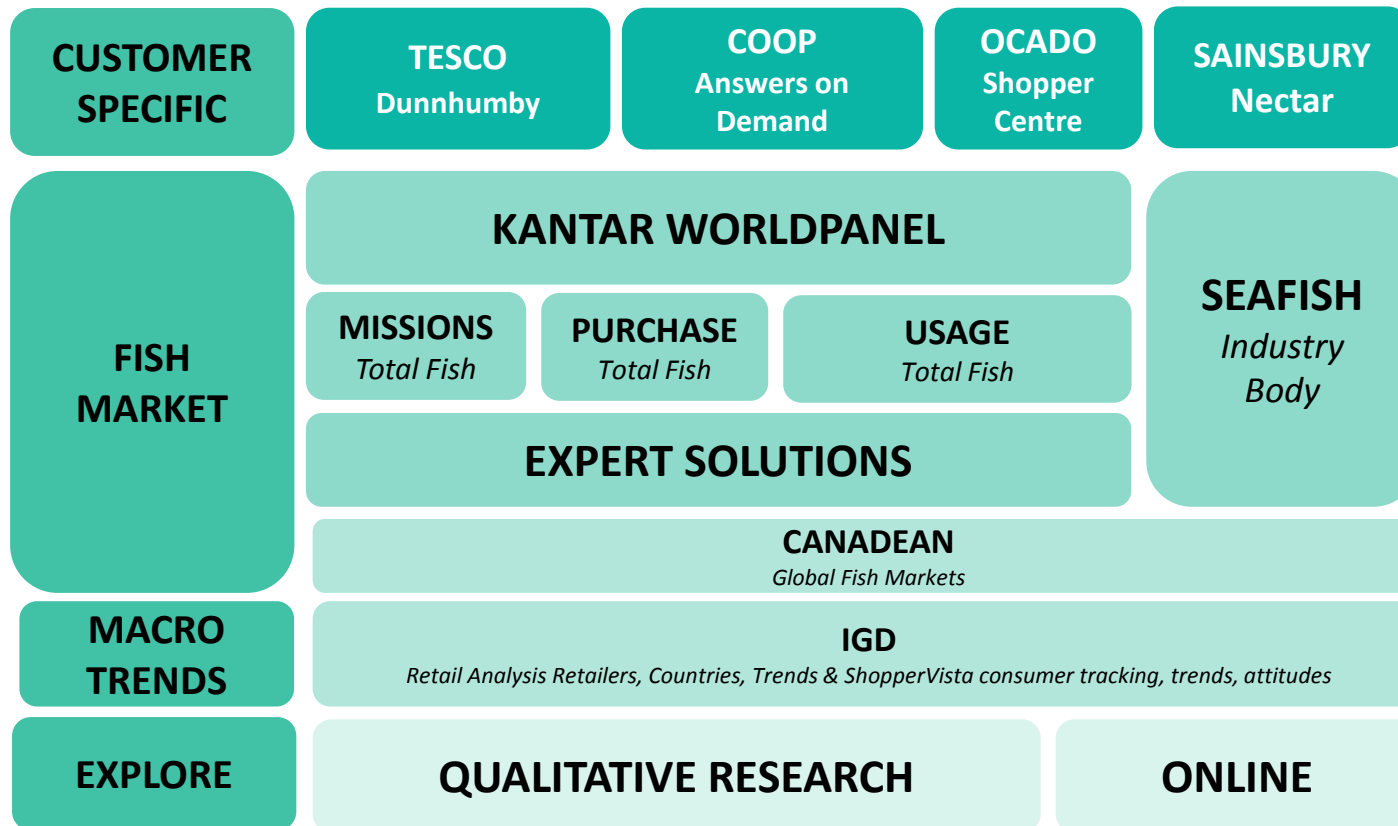 CUSTOMER
SPECIFIC
TESCO
Dunnhumby
COOP
Answers on
Demand
OCADO
Shopper
Centre
SAINSBURY
Nectar
FISH
MARKET
KANTAR WORLDPANEL
MISSIONS
Total Fish
PURCHASE
Total Fish
USAGE
Total Fish
EXPERT SOLUTIONS
SEAFISH
Industry
Body
CANADEAN
Global Fish Markets
MACRO
TRENDS
IGD
Retail Analysis Retailers, Countries, Trends & ShopperVista consumer tracking, trends, attitudes
EXPLORE
QUALITATIVE RESEARCH
ONLINE